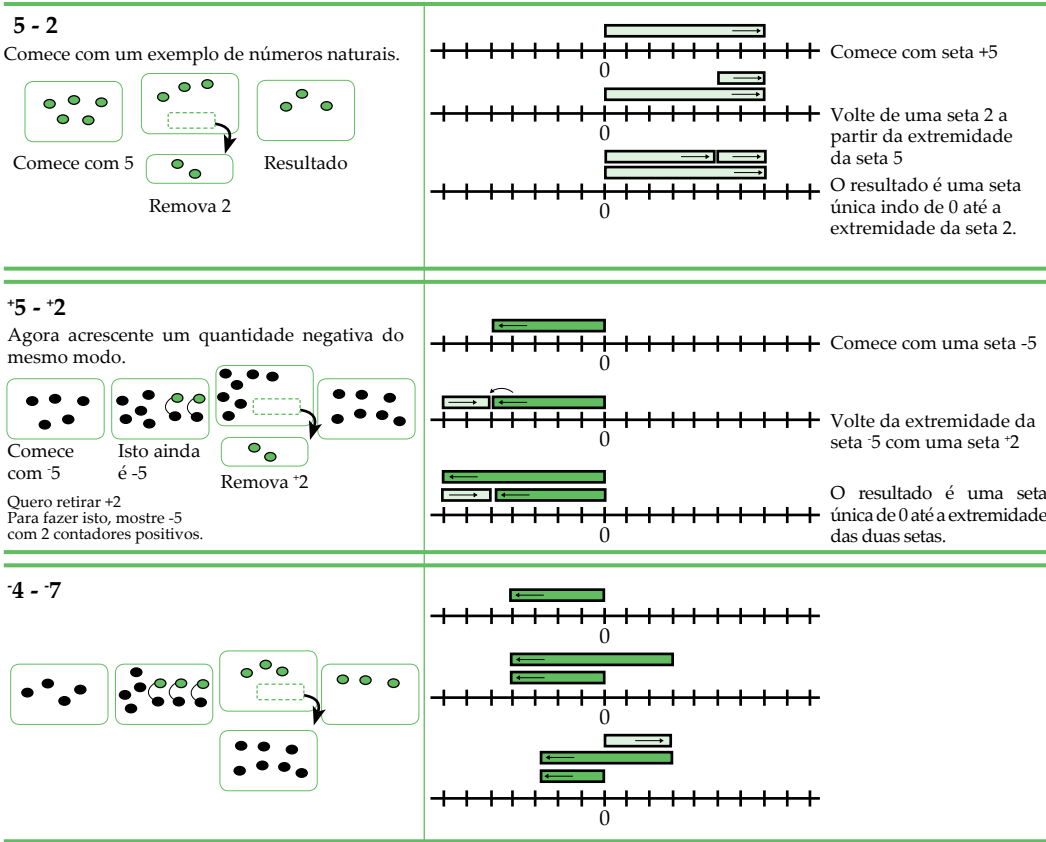 5 - 2
Comece com um exemplo de números naturais.
Comece com 5
Resultado
Remova 2
0
Comece com seta +5
0
Volte de uma seta 2 a
partir da extremidade
da seta 5
0
O resultado é uma seta
única indo de 0 até a
extremidade da seta 2.
⁺5 - ⁺2
Agora acrescente um quantidade negativa do
mesmo modo.
Comece
com ⁻5
Isto ainda
é -5
Remova ⁺2
Quero retirar +2
Para fazer isto, mostre -5
com 2 contadores positivos.
0
Comece com uma seta -5
0
Volte da extremidade da
seta ⁻5 com uma seta ⁺2
0
O resultado é uma seta
única de 0 até a extremidade
das duas setas.
⁻4 - ⁻7
0
0
0